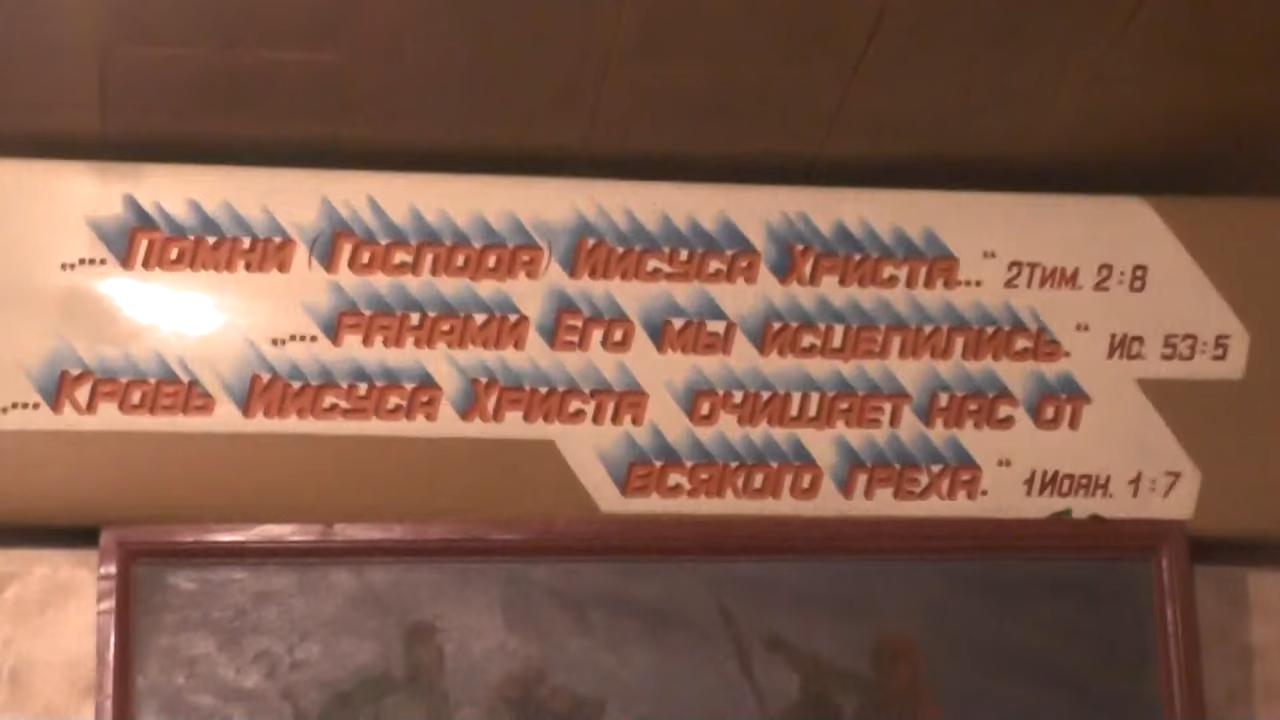 „...Помни (Господа) Иисуса Христа...“ 2Тим. 2:8
„...ранами Его мы исцелились.“ Ис. 53:5
„...Кровь Иисуса Христа очищает нас от
всякого греха.“ 1Иоан. 1:7